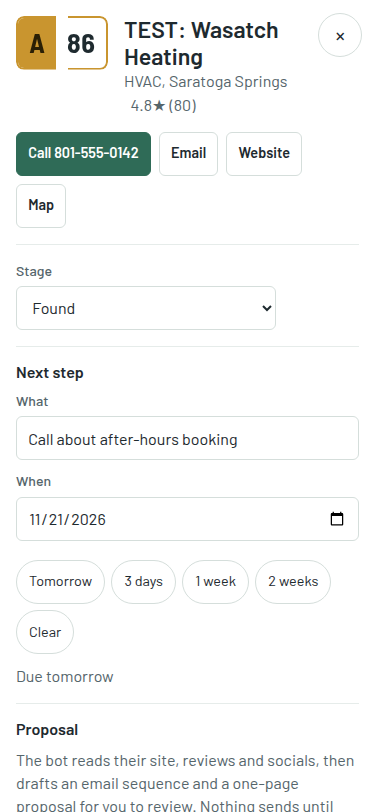 A 86
TEST: Wasatch
Heating
×
HVAC, Saratoga Springs
4.8★ (80)
Call 801-555-0142 Email Website
Map
Stage
Found
Next step
What
Call about after-hours booking
When
11/21/2026
Tomorrow 3 days 1 week 2 weeks
Clear
Due tomorrow
Proposal
The bot reads their site, reviews and socials, then
drafts an email sequence and a one-page
proposal for you to review. Nothing sends until